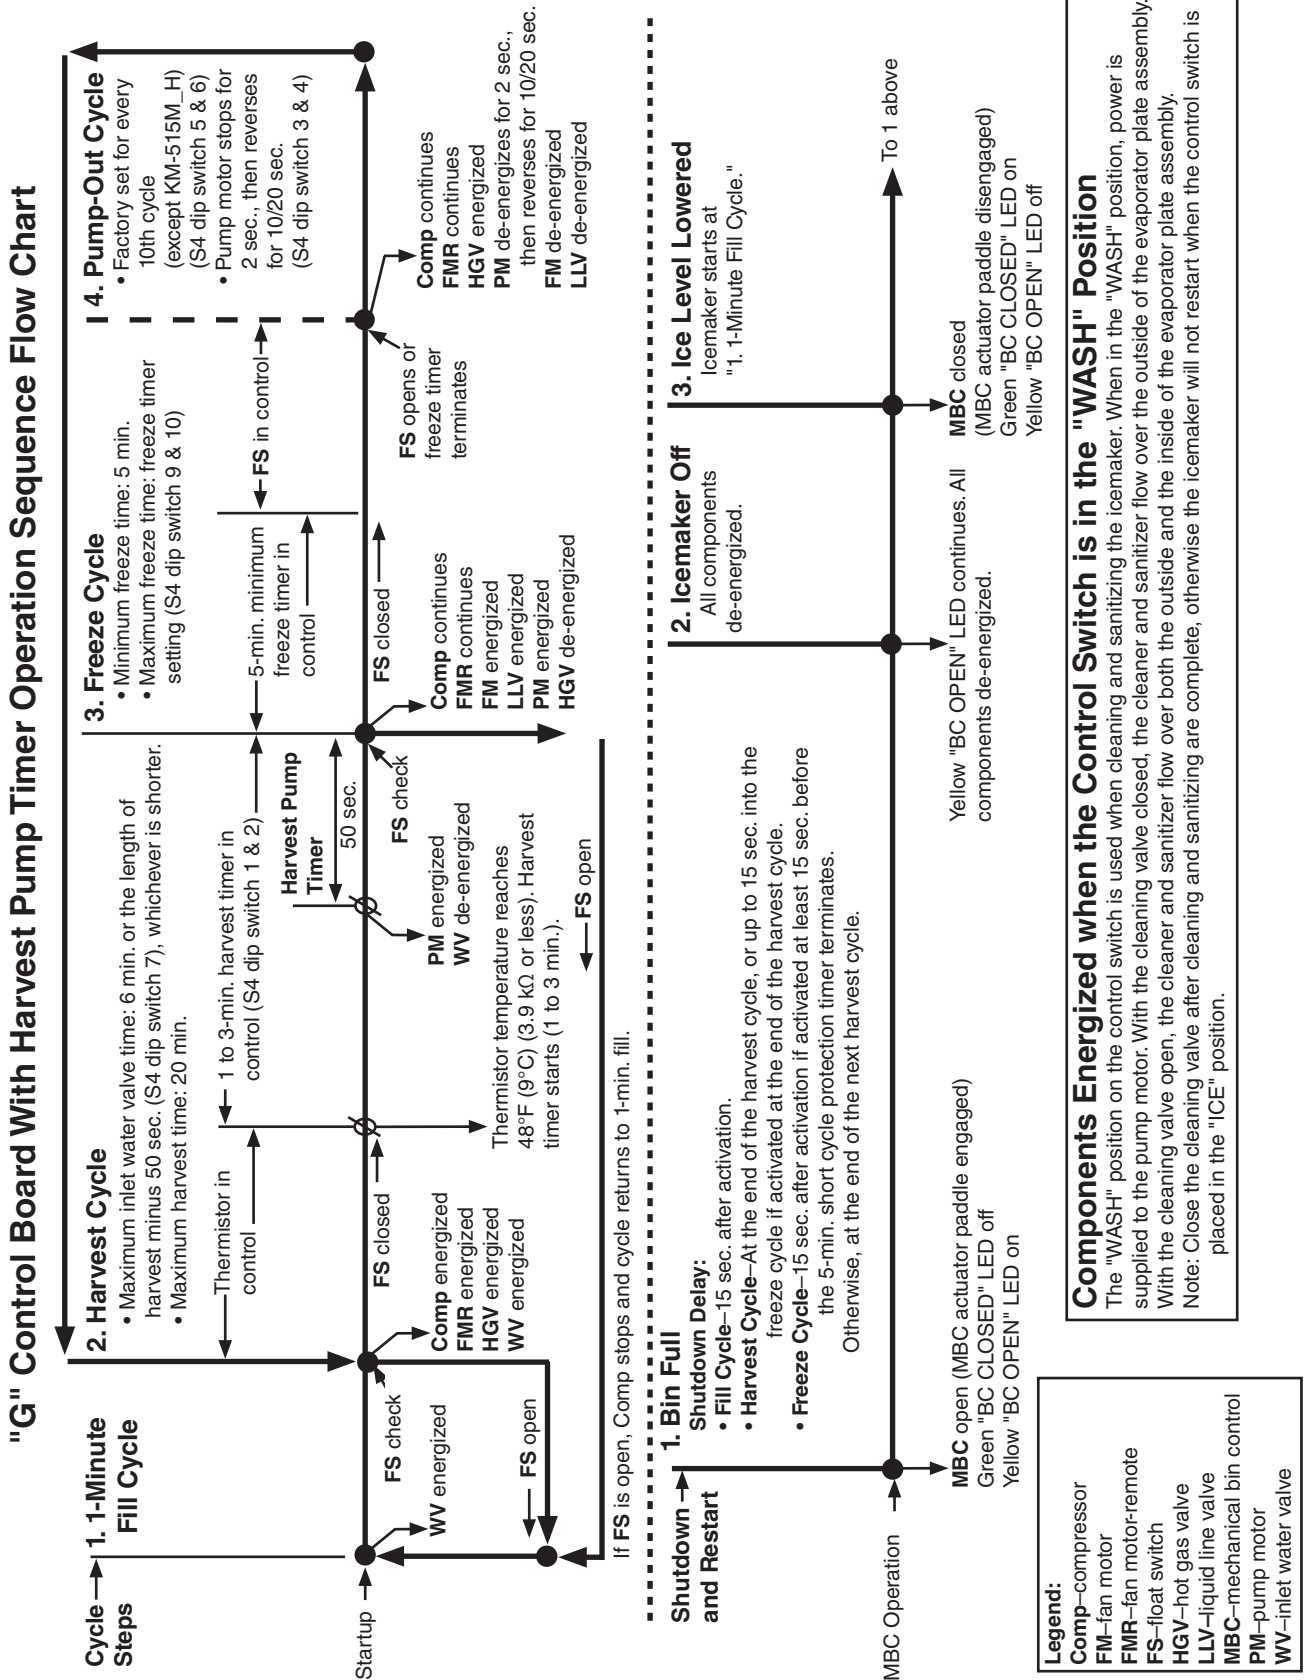 "G" Control Board With Harvest Pump Timer Operation Sequence Flow Chart
Cycle
Steps
1. 1-Minute
Fill Cycle
2. Harvest Cycle
• Maximum inlet water valve time: 6 min. or the length of
harvest minus 50 sec. (S4 dip switch 7), whichever is shorter.
• Maximum harvest time: 20 min.
3. Freeze Cycle
• Minimum freeze time: 5 min.
• Maximum freeze time: freeze timer
setting (S4 dip switch 9 & 10)
4. Pump-Out Cycle
• Factory set for every
10th cycle
(except KM-515M_H)
(S4 dip switch 5 & 6)
• Pump motor stops for
2 sec., then reverses
for 10/20 sec.
(S4 dip switch 3 & 4)
Thermistor in
control
1 to 3-min. harvest timer in
control (S4 dip switch 1 & 2)
5-min. minimum
freeze timer in
control
FS in control
Harvest Pump
Timer
50 sec.
Startup
WV energized
FS check
FS closed
Comp energized
FMR energized
HGV energized
WV energized
FS open
Thermistor temperature reaches
48°F (9°C) (3.9 kΩ or less). Harvest
timer starts (1 to 3 min.).
PM energized
WV de-energized
FS check
FS closed
Comp continues
FMR continues
FM energized
LLV energized
PM energized
HGV de-energized
FS opens or
freeze timer
terminates
Comp continues
FMR continues
HGV energized
PM de-energizes for 2 sec.,
then reverses for 10/20 sec.
FM de-energized
LLV de-energized
FS open
If FS is open, Comp stops and cycle returns to 1-min. fill.
Shutdown
and Restart
1. Bin Full
Shutdown Delay:
• Fill Cycle–15 sec. after activation.
• Harvest Cycle–At the end of the harvest cycle, or up to 15 sec. into the
freeze cycle if activated at the end of the harvest cycle.
• Freeze Cycle–15 sec. after activation if activated at least 15 sec. before
the 5-min. short cycle protection timer terminates.
Otherwise, at the end of the next harvest cycle.
2. Icemaker Off
All components
de-energized.
3. Ice Level Lowered
Icemaker starts at
"1. 1-Minute Fill Cycle."
MBC Operation
To 1 above
MBC open (MBC actuator paddle engaged)
Green "BC CLOSED" LED off
Yellow "BC OPEN" LED on
Yellow "BC OPEN" LED continues. All
components de-energized.
MBC closed
(MBC actuator paddle disengaged)
Green "BC CLOSED" LED on
Yellow "BC OPEN" LED off
Legend:
Comp–compressor
FM–fan motor
FMR–fan motor-remote
FS–float switch
HGV–hot gas valve
LLV–liquid line valve
MBC–mechanical bin control
PM–pump motor
WV–inlet water valve
Components Energized when the Control Switch is in the "WASH" Position
The "WASH" position on the control switch is used when cleaning and sanitizing the icemaker. When in the "WASH" position, power is
supplied to the pump motor. With the cleaning valve closed, the cleaner and sanitizer flow over the outside of the evaporator plate assembly.
With the cleaning valve open, the cleaner and sanitizer flow over both the outside and the inside of the evaporator plate assembly.
Note: Close the cleaning valve after cleaning and sanitizing are complete, otherwise the icemaker will not restart when the control switch is
placed in the "ICE" position.